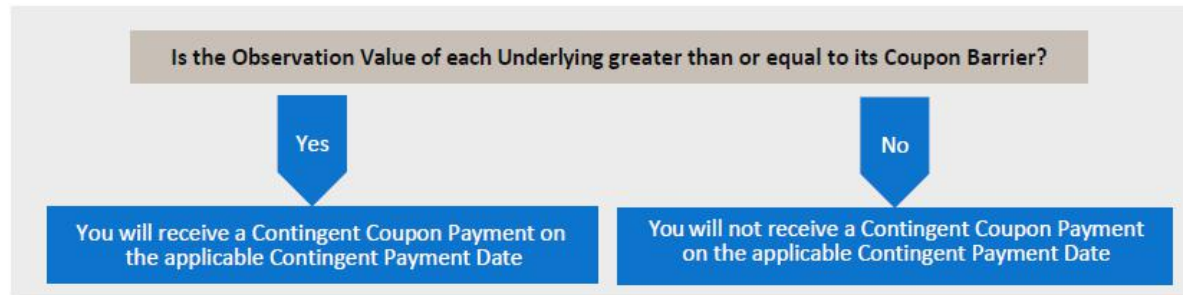 Is the Observation Value of each Underlying greater than or equal to its Coupon Barrier?
Yes
No
You will receive a Contingent Coupon Payment on
the applicable Contingent Payment Date
You will not receive a Contingent Coupon Payment
on the applicable Contingent Payment Date